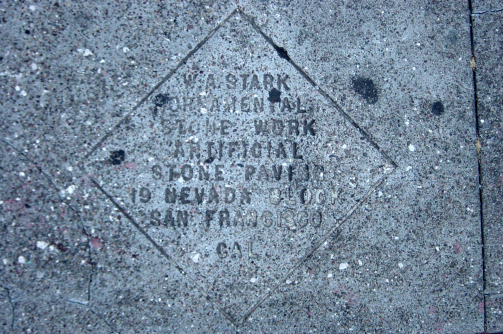 W.A. STARK
ORNAMENTAL
STONE WORK
ARTIFICIAL
STONE PAVING
19 NEVADA BLOCK
SAN FRANCISCO
CAL